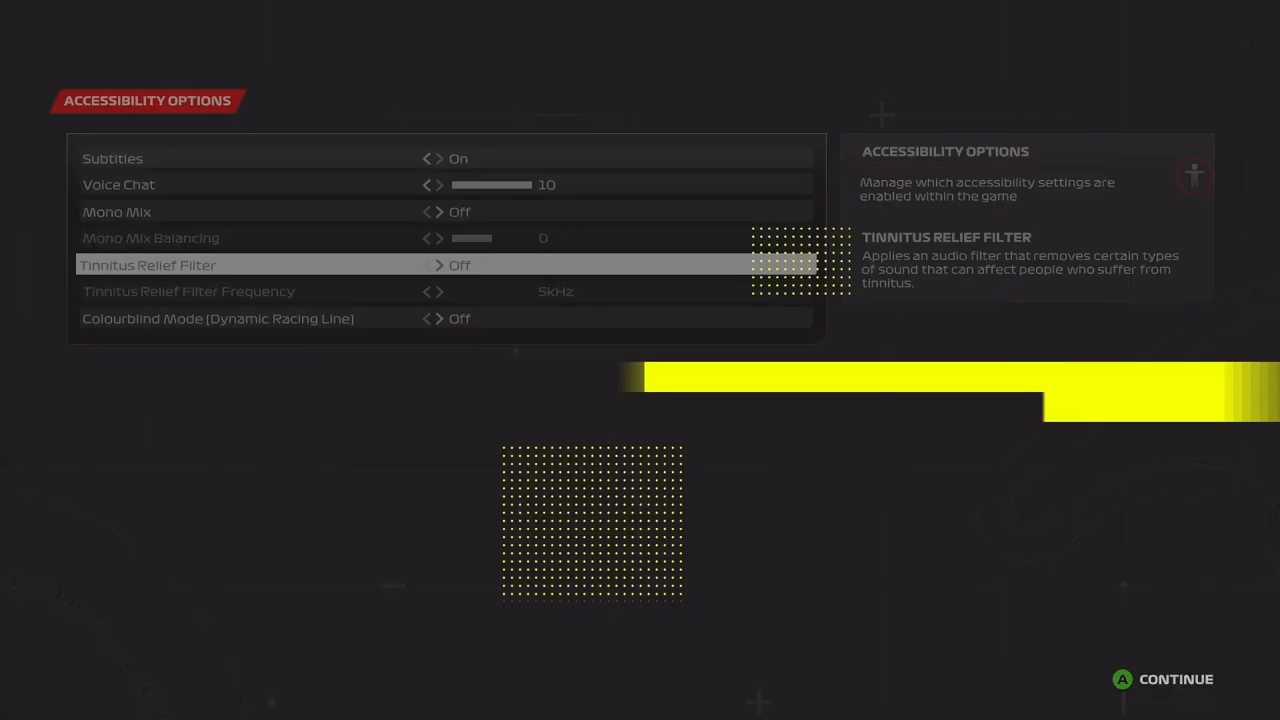 ACCESSIBILITY OPTIONS
Subtitles On
Voice Chat 10
Mono Mix Off
Mono Mix Balancing 0
Tinnitus Relief Filter Off
Tinnitus Relief Filter Frequency 5kHz
Colourblind Mode (Dynamic Racing Line) Off
ACCESSIBILITY OPTIONS
Manage which accessibility settings are
enabled within the game
TINNITUS RELIEF FILTER
Applies an audio filter that removes certain types
of sound that can affect people who suffer from
tinnitus.
A CONTINUE